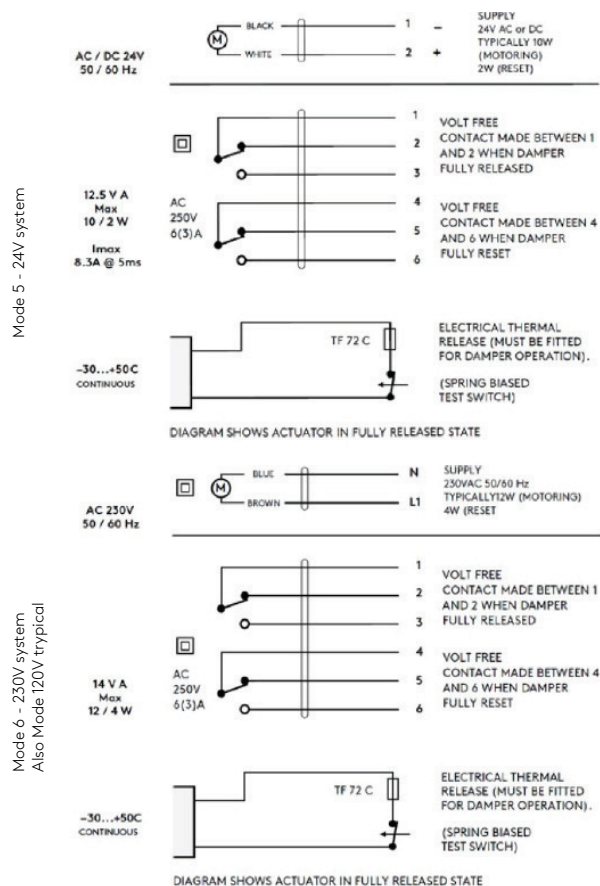 Mode 5 - 24V system
AC / DC 24V
50 / 60 Hz
M
BLACK
WHITE
1 –
2 +
SUPPLY
24V AC or DC
TYPICALLY 10W
(MOTORING)
2W (RESET)
12.5 V A
Max
10 / 2 W
Imax
8.3A @ 5ms
AC
250V
6(3)A
1
2
3
4
5
6
VOLT FREE
CONTACT MADE BETWEEN 1
AND 2 WHEN DAMPER
FULLY RELEASED
VOLT FREE
CONTACT MADE BETWEEN 4
AND 6 WHEN DAMPER
FULLY RESET
–30...+50C
CONTINUOUS
TF 72 C
ELECTRICAL THERMAL
RELEASE (MUST BE FITTED
FOR DAMPER OPERATION).
(SPRING BIASED
TEST SWITCH)
DIAGRAM SHOWS ACTUATOR IN FULLY RELEASED STATE
Mode 6 - 230V system
Also Mode 120V trypical
AC 230V
50 / 60 Hz
M
BLUE
BROWN
N
L1
SUPPLY
230VAC 50/60 Hz
TYPICALLY12W (MOTORING)
4W (RESET
14 V A
Max
12 / 4 W
AC
250V
6(3)A
1
2
3
4
5
6
VOLT FREE
CONTACT MADE BETWEEN 1
AND 2 WHEN DAMPER
FULLY RELEASED
VOLT FREE
CONTACT MADE BETWEEN 4
AND 6 WHEN DAMPER
FULLY RESET
–30...+50C
CONTINUOUS
TF 72 C
ELECTRICAL THERMAL
RELEASE (MUST BE FITTED
FOR DAMPER OPERATION).
(SPRING BIASED
TEST SWITCH)
DIAGRAM SHOWS ACTUATOR IN FULLY RELEASED STATE